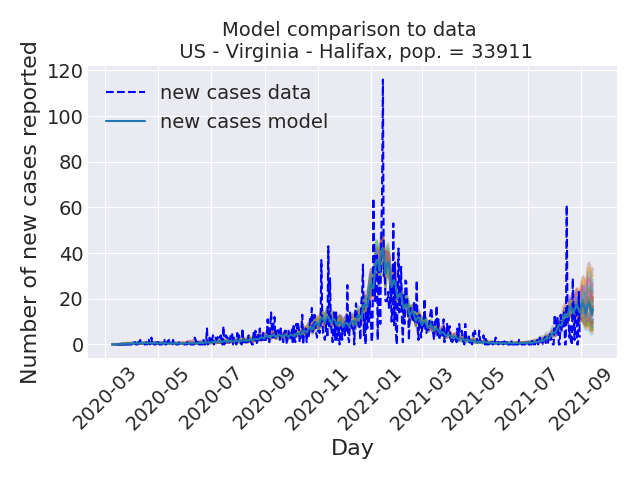 Model comparison to data
US - Virginia - Halifax, pop. = 33911
Number of new cases reported
120
100
80
60
40
20
0
new cases data
new cases model
2020-03
2020-05
2020-07
2020-09
2020-11
2021-01
2021-03
2021-05
2021-07
2021-09
Day